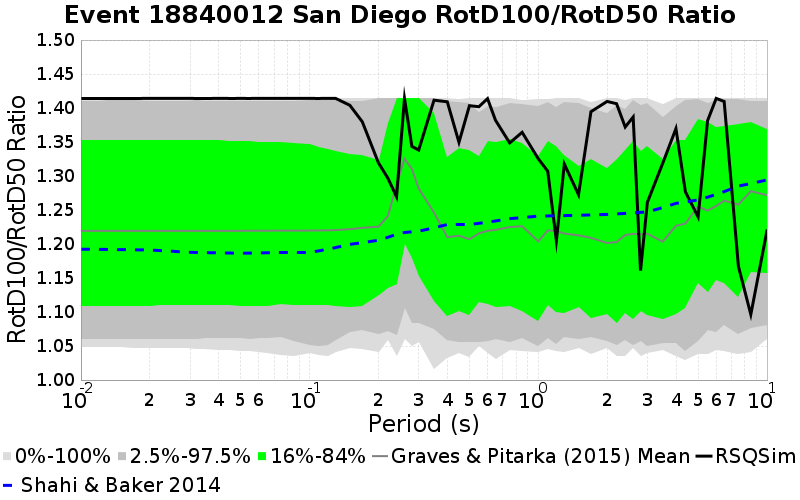 Event 18840012 San Diego RotD100/RotD50 Ratio
RotD100/RotD50 Ratio
1.50
1.45
1.40
1.35
1.30
1.25
1.20
1.15
1.10
1.05
1.00
10-2 2 3 4 5 6 10-1 2 3 4 5 6 7 100 2 3 4 5 6 7 101
Period (s)
0%-100% 2.5%-97.5% 16%-84% Graves & Pitarka (2015) Mean RSQSim
Shahi & Baker 2014